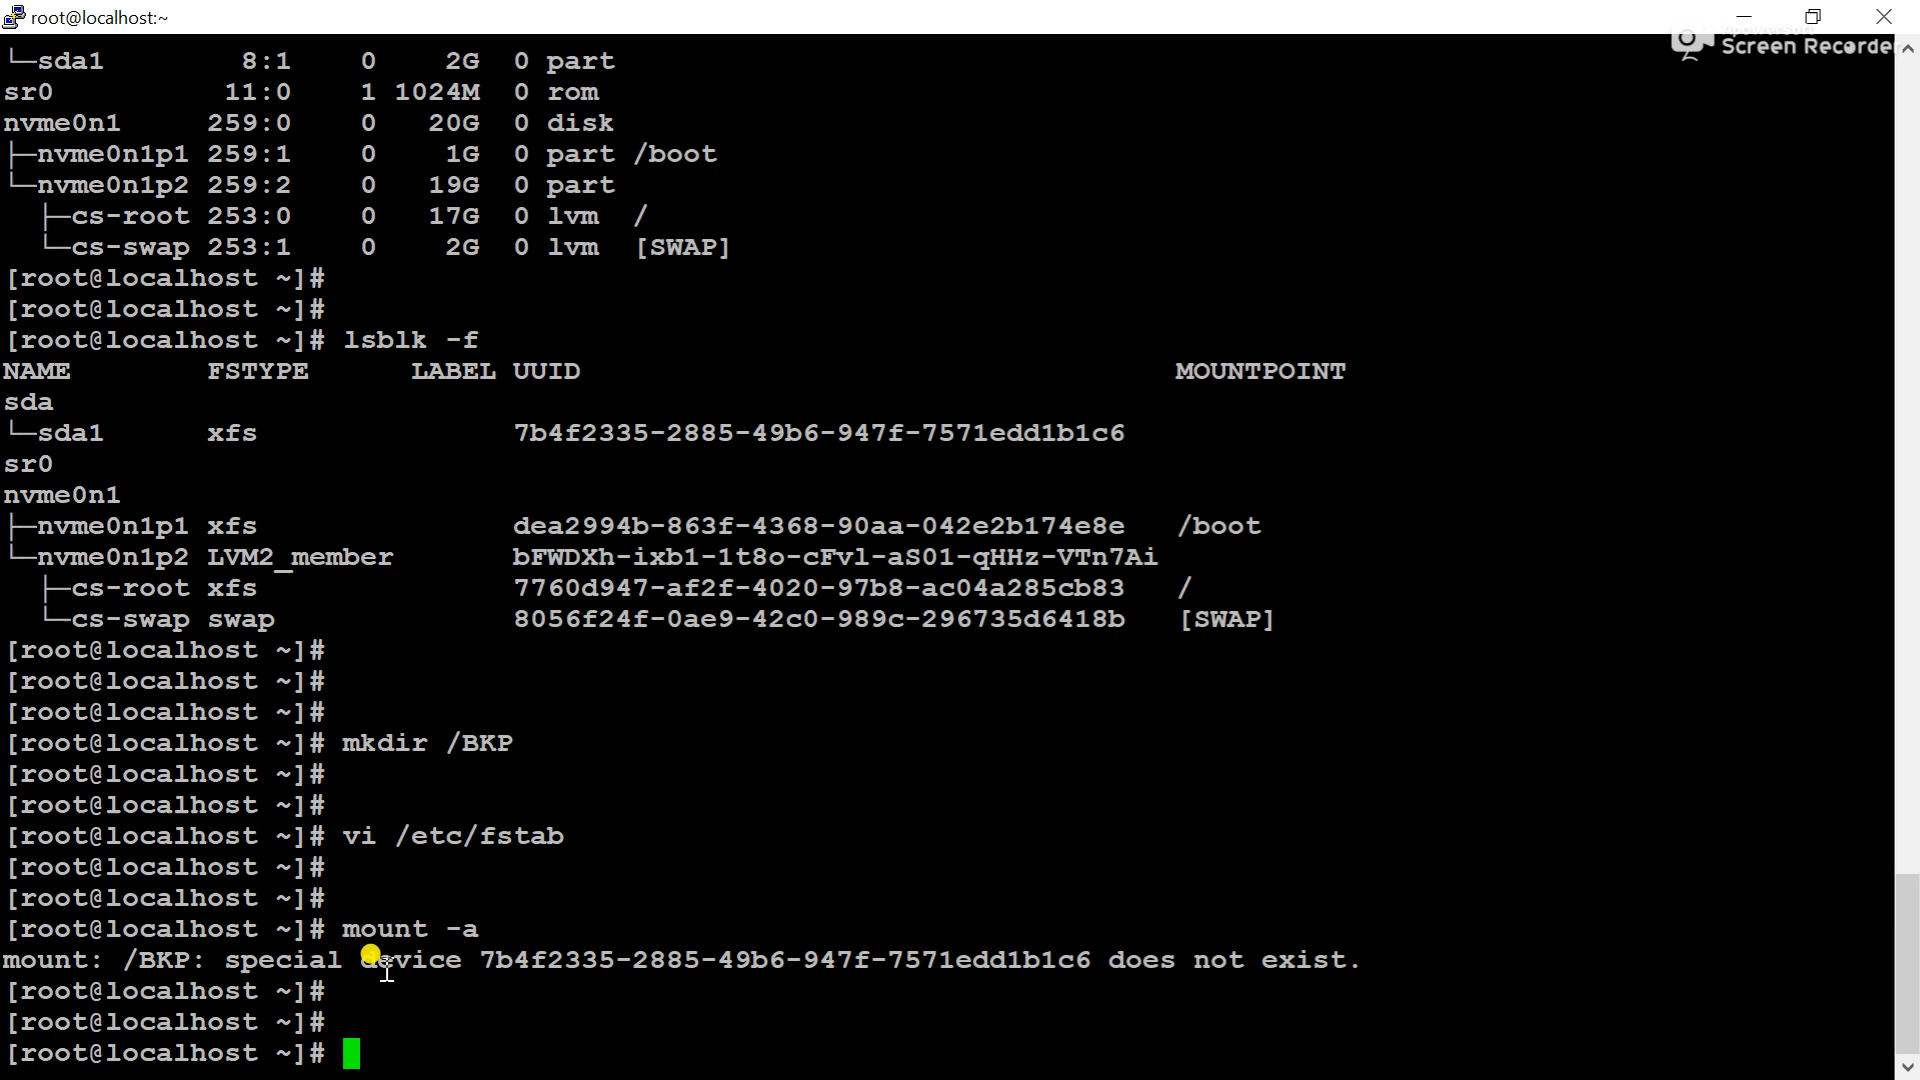 root@localhost:~
Screen Recorder
└─sda1        8:1    0    2G  0 part
sr0          11:0    1 1024M  0 rom
nvme0n1     259:0    0   20G  0 disk
├─nvme0n1p1 259:1    0    1G  0 part /boot
└─nvme0n1p2 259:2    0   19G  0 part
  ├─cs-root 253:0    0   17G  0 lvm  /
  └─cs-swap 253:1    0    2G  0 lvm  [SWAP]
[root@localhost ~]#
[root@localhost ~]#
[root@localhost ~]# lsblk -f
NAME        FSTYPE      LABEL UUID                                   MOUNTPOINT
sda
└─sda1      xfs               7b4f2335-2885-49b6-947f-7571edd1b1c6
sr0
nvme0n1
├─nvme0n1p1 xfs               dea2994b-863f-4368-90aa-042e2b174e8e   /boot
└─nvme0n1p2 LVM2_member       bFWDXh-ixb1-1t8o-cFvl-aS01-qHHz-VTn7Ai
  ├─cs-root xfs               7760d947-af2f-4020-97b8-ac04a285cb83   /
  └─cs-swap swap              8056f24f-0ae9-42c0-989c-296735d6418b   [SWAP]
[root@localhost ~]#
[root@localhost ~]#
[root@localhost ~]#
[root@localhost ~]# mkdir /BKP
[root@localhost ~]#
[root@localhost ~]#
[root@localhost ~]# vi /etc/fstab
[root@localhost ~]#
[root@localhost ~]#
[root@localhost ~]# mount -a
mount: /BKP: special device 7b4f2335-2885-49b6-947f-7571edd1b1c6 does not exist.
[root@localhost ~]#
[root@localhost ~]#
[root@localhost ~]#